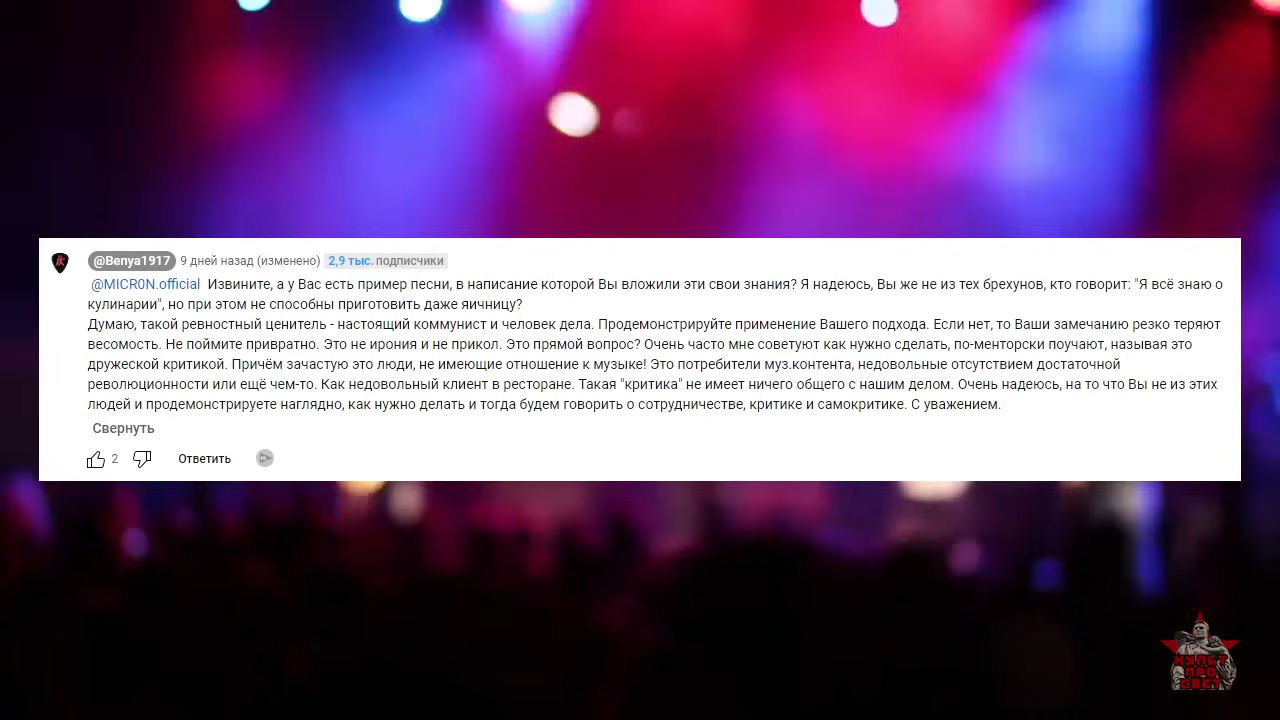 @Benya1917 9 дней назад (изменено) 2,9 тыс. подписчики
@MICR0N.official Извините, а у Вас есть пример песни, в написание которой Вы вложили эти свои знания? Я надеюсь, Вы же не из тех брехунов, кто говорит: "Я всё знаю о
кулинарии", но при этом не способны приготовить даже яичницу?
Думаю, такой ревностный ценитель - настоящий коммунист и человек дела. Продемонстрируйте применение Вашего подхода. Если нет, то Ваши замечанию резко теряют
весомость. Не поймите привратно. Это не ирония и не прикол. Это прямой вопрос? Очень часто мне советуют как нужно сделать, по-менторски поучают, называя это
дружеской критикой. Причём зачастую это люди, не имеющие отношение к музыке! Это потребители муз.контента, недовольные отсутствием достаточной
революционности или ещё чем-то. Как недовольный клиент в ресторане. Такая "критика" не имеет ничего общего с нашим делом. Очень надеюсь, на то что Вы не из этих
людей и продемонстрируете наглядно, как нужно делать и тогда будем говорить о сотрудничестве, критике и самокритике. С уважением.
Свернуть
2 Ответить
КУЛЬТ
ПРО
СВЕТ